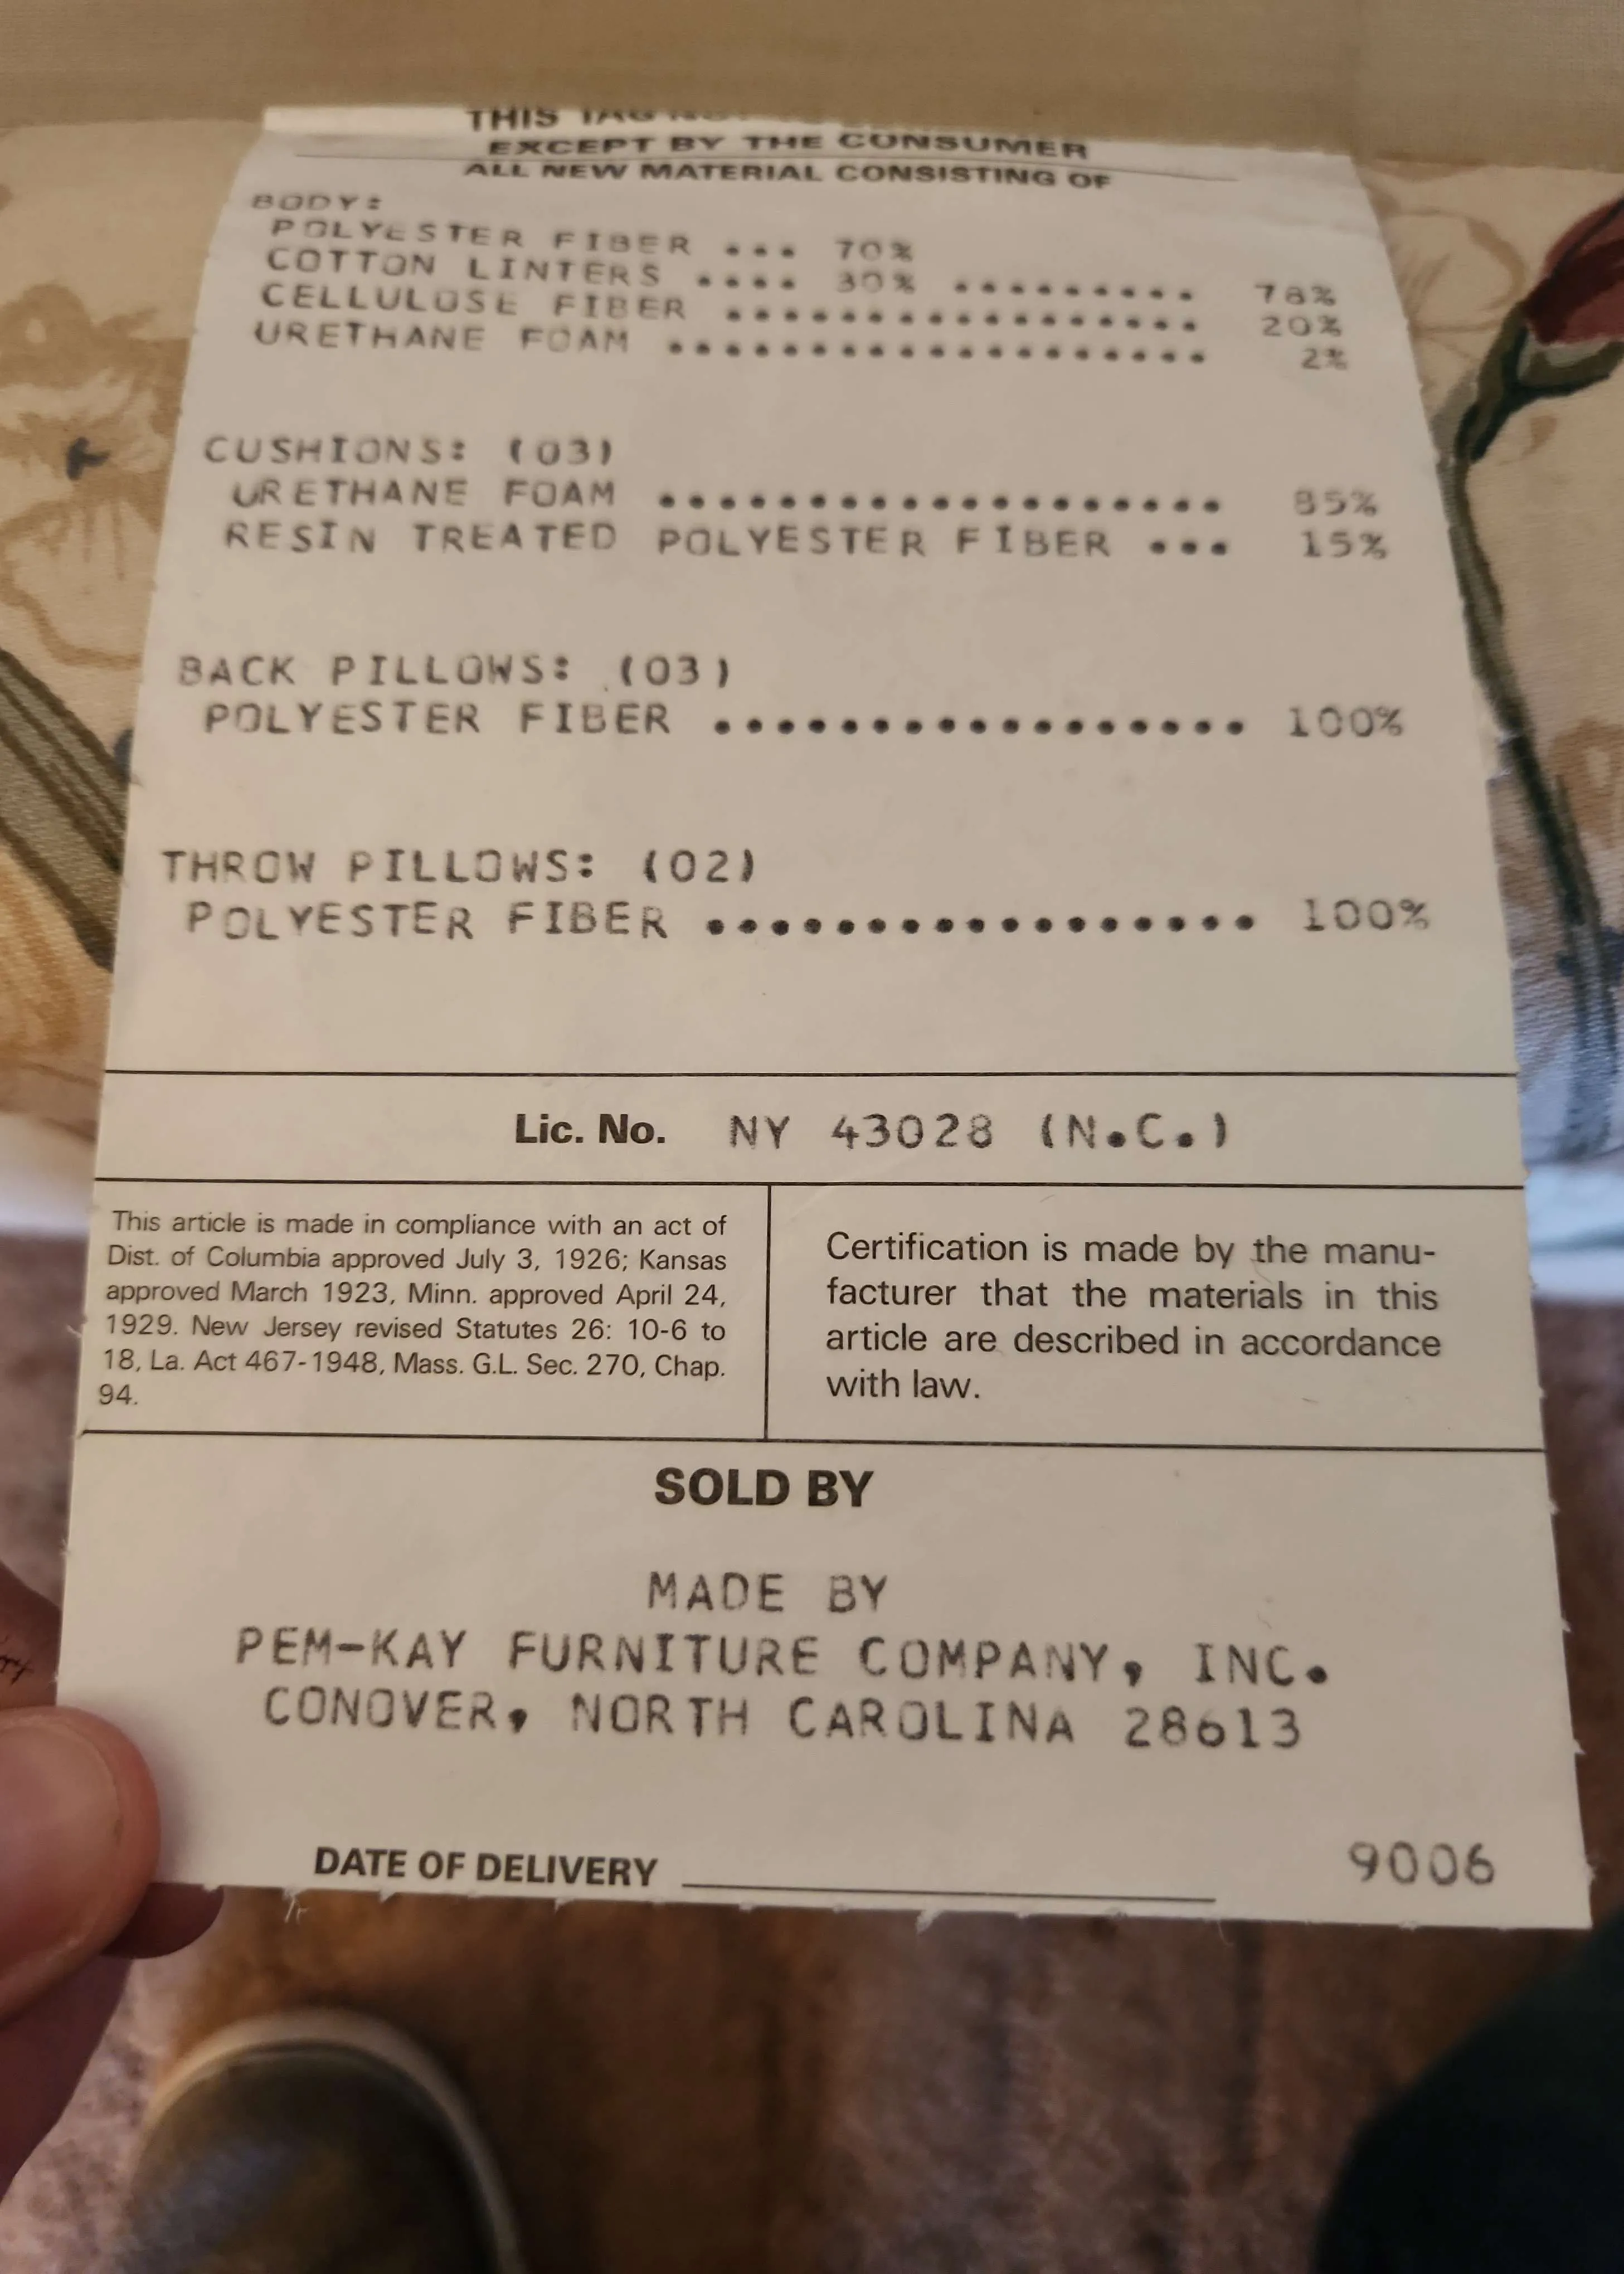 THIS TAG NOT
EXCEPT BY THE CONSUMER
ALL NEW MATERIAL CONSISTING OF
BODY:
POLYESTER FIBER ... 70%
COTTON LINTERS .... 30% ......... 78%
CELLULOSE FIBER ................. 20%
URETHANE FOAM ................... 2%
CUSHIONS: (03)
URETHANE FOAM ................... 85%
RESIN TREATED POLYESTER FIBER ... 15%
BACK PILLOWS: (03)
POLYESTER FIBER ................. 100%
THROW PILLOWS: (02)
POLYESTER FIBER ................. 100%
Lic. No. NY 43028 (N.C.)
This article is made in compliance with an act of
Dist. of Columbia approved July 3, 1926; Kansas
approved March 1923, Minn. approved April 24,
1929. New Jersey revised Statutes 26: 10-6 to
18, La. Act 467-1948, Mass. G.L. Sec. 270, Chap.
94.
Certification is made by the manu-
facturer that the materials in this
article are described in accordance
with law.
SOLD BY
MADE BY
PEM-KAY FURNITURE COMPANY, INC.
CONOVER, NORTH CAROLINA 28613
DATE OF DELIVERY
9006